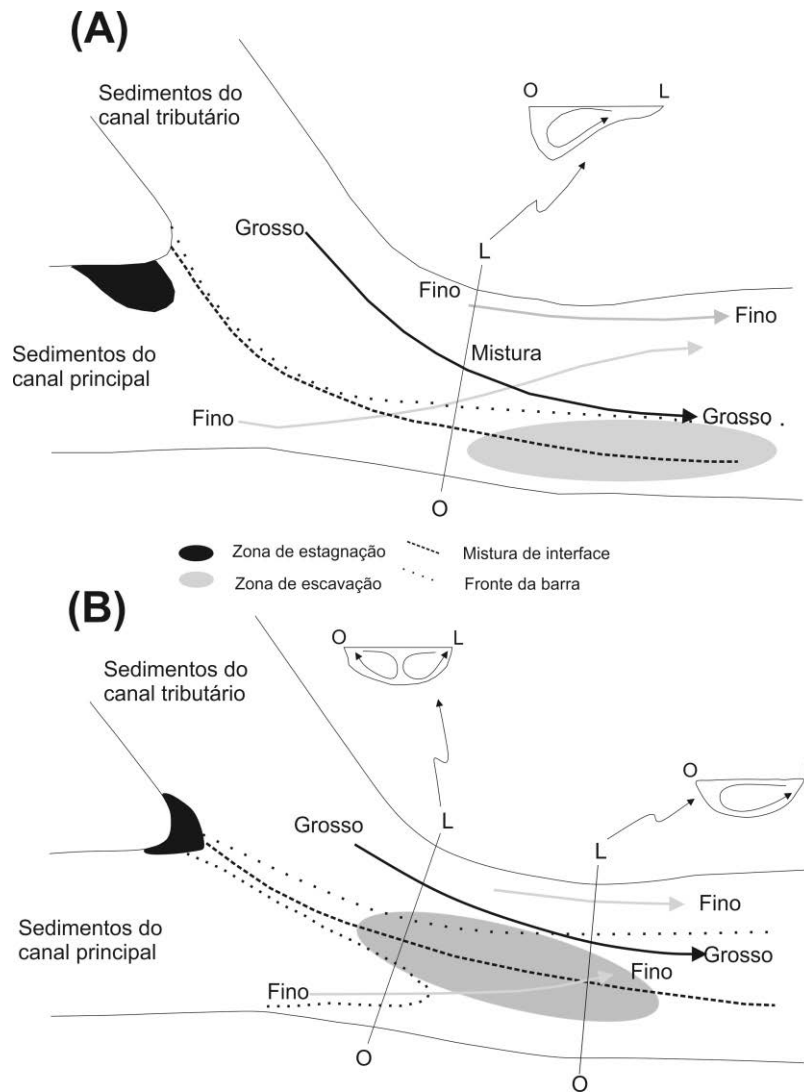 (A)
Sedimentos do
canal tributário
O
L
Grosso
L
Fino
Fino
Sedimentos do
canal principal
Mistura
Fino
Grosso
O
Zona de estagnação
Mistura de interface
Zona de escavação
Fronte da barra
(B)
O
L
Sedimentos do
canal tributário
O
Grosso
L
L
Fino
Sedimentos do
canal principal
Grosso
Fino
Fino
O
O